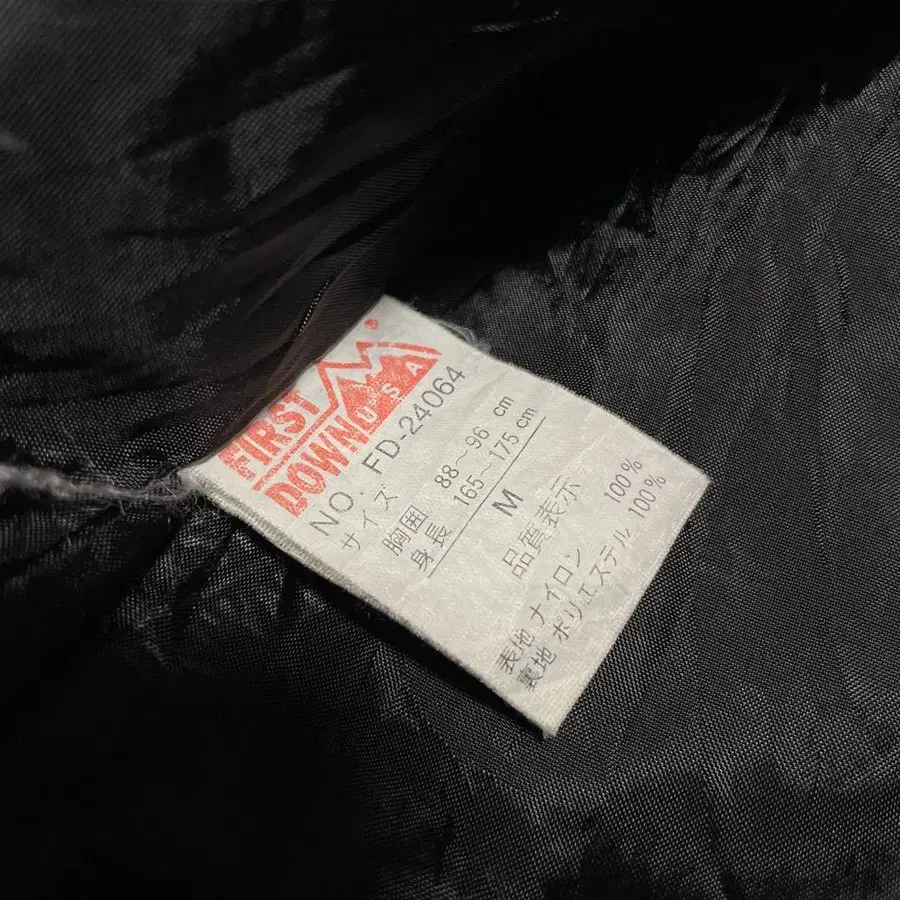 FIRST
DOWN USA
NO. FD-24064
サイズ
胸囲 88～96 cm
身長 165～175 cm
M
品質表示
表地 ナイロン 100%
裏地 ポリエステル 100%